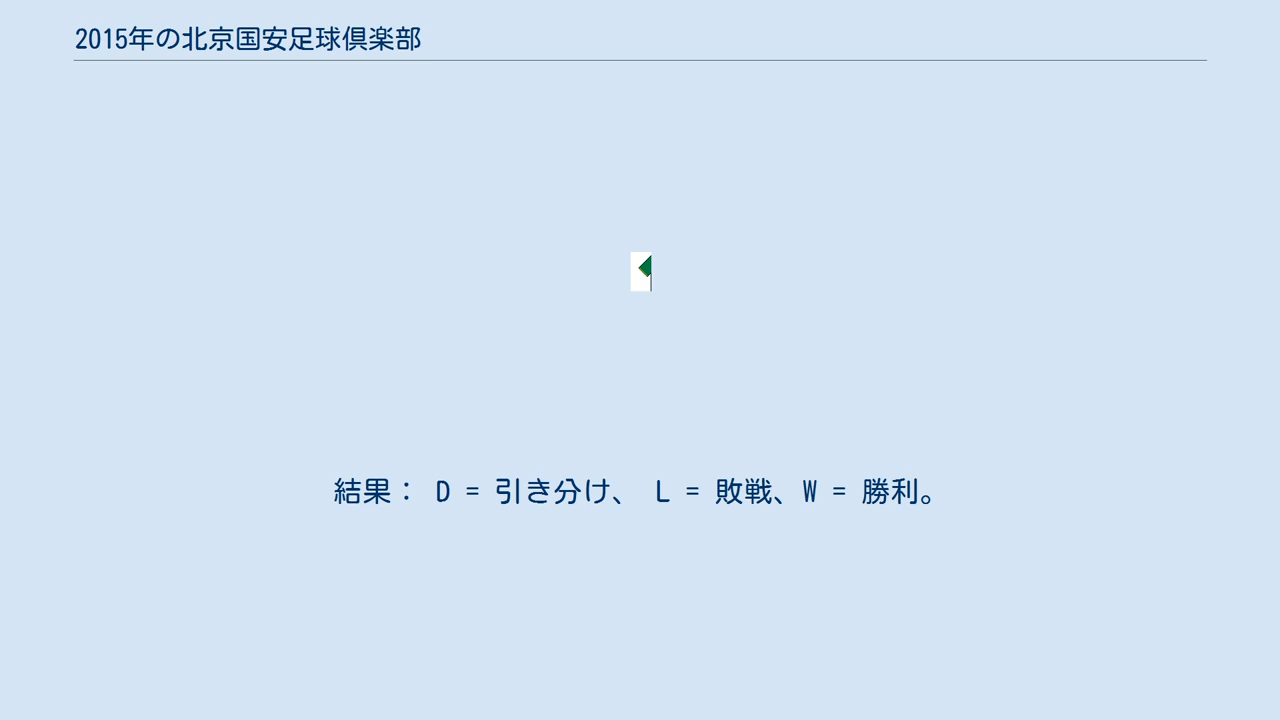 2015年の北京国安足球倶楽部
結果： D = 引き分け、 L = 敗戦、W = 勝利。